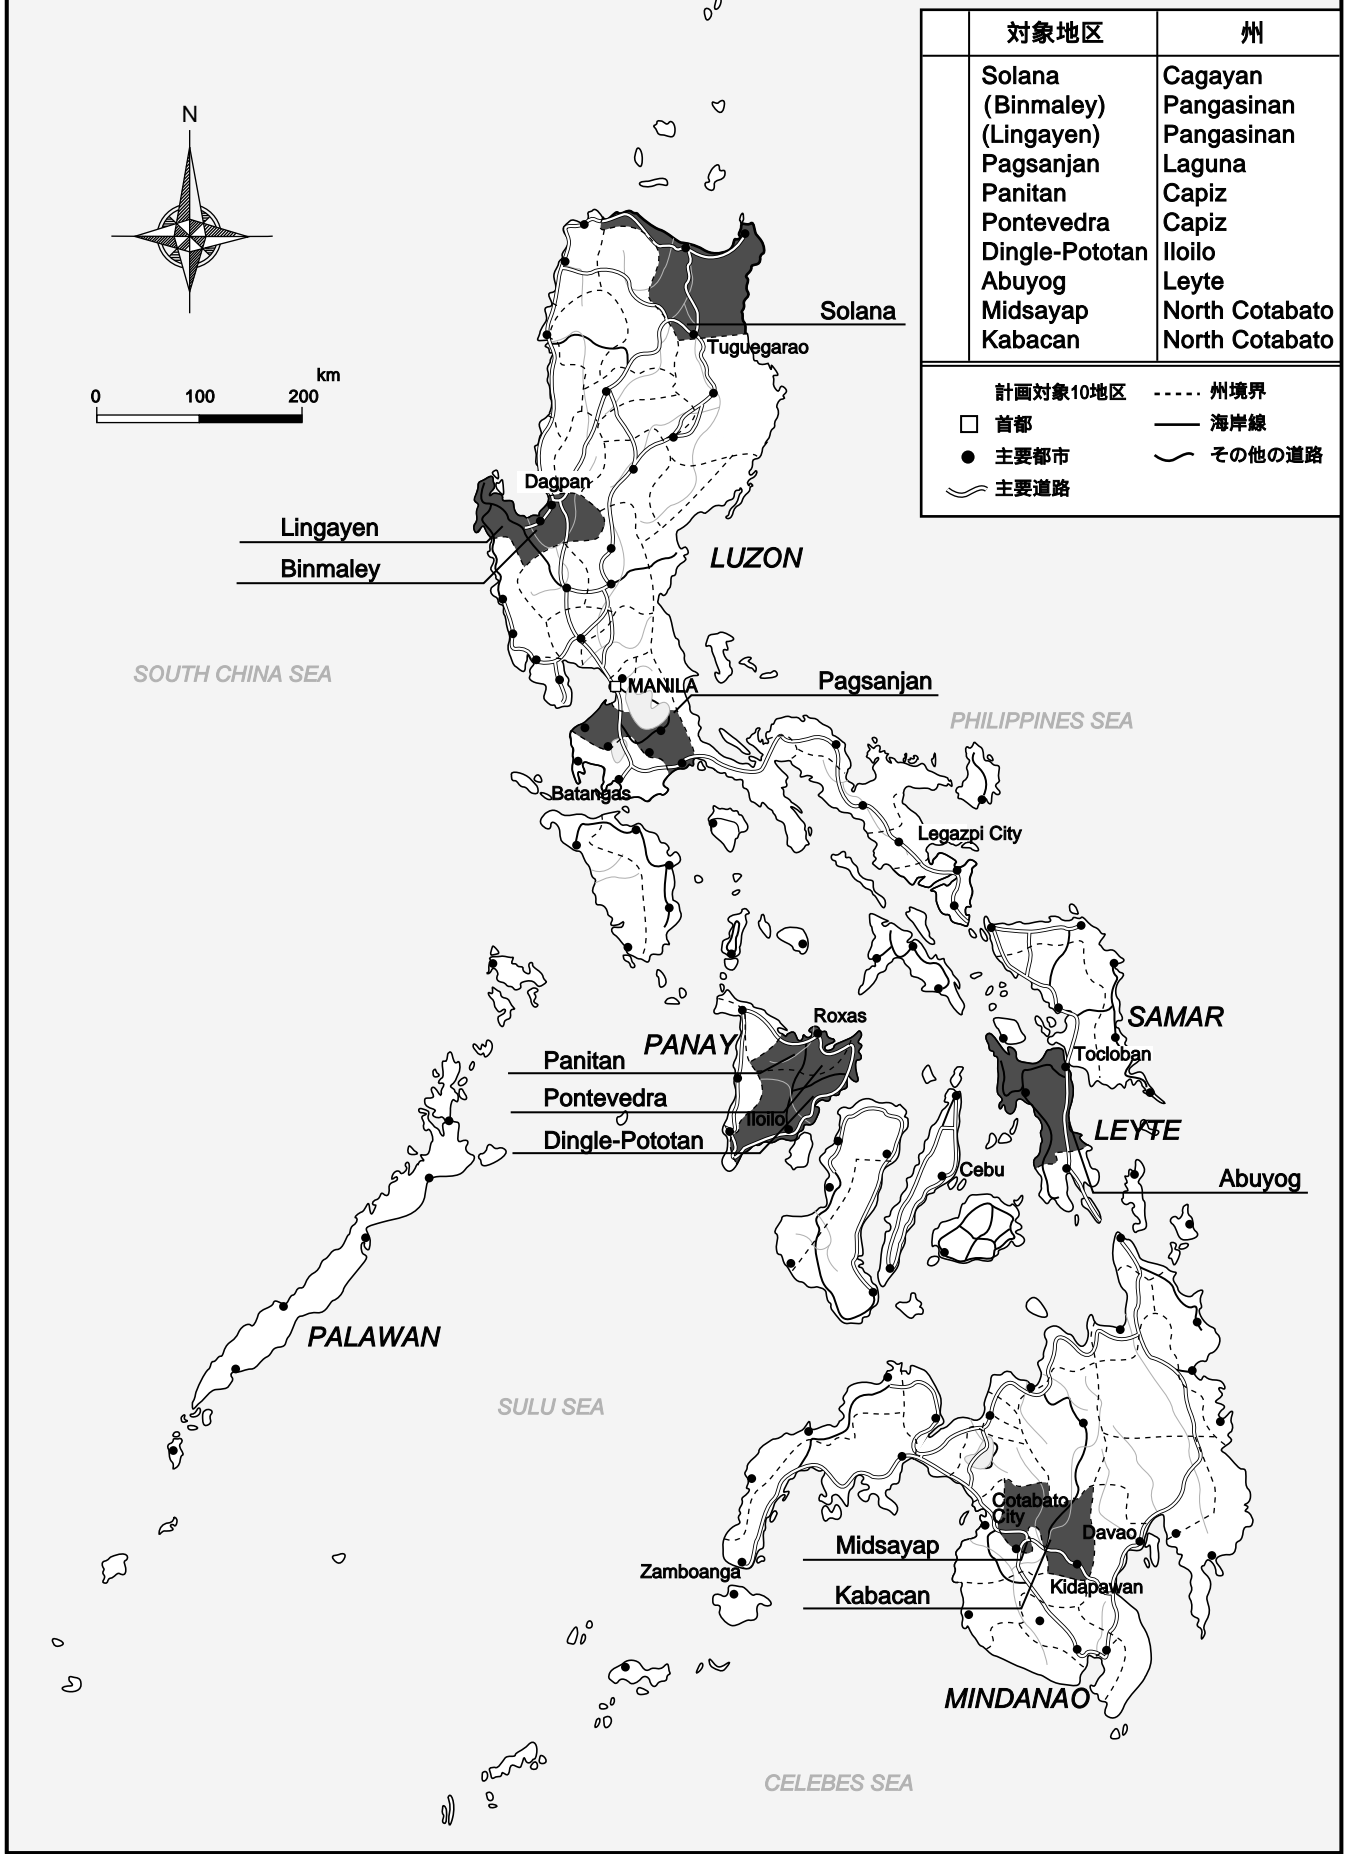 対象地区 州
Solana Cagayan
(Binmaley) Pangasinan
(Lingayen) Pangasinan
Pagsanjan Laguna
Panitan Capiz
Pontevedra Capiz
Dingle-Pototan Iloilo
Abuyog Leyte
Midsayap North Cotabato
Kabacan North Cotabato
計画対象10地区 州境界
首都 海岸線
主要都市 その他の道路
主要道路
N
km
0 100 200
Solana
Tuguegarao
Dagpan
Lingayen
Binmaley
LUZON
SOUTH CHINA SEA
MANILA
Pagsanjan
PHILIPPINES SEA
Batangas
Legazpi City
Roxas
SAMAR
PANAY
Tocloban
Panitan
Pontevedra
Iloilo
LEYTE
Dingle-Pototan
Cebu
Abuyog
PALAWAN
SULU SEA
Cotabato
City
Davao
Midsayap
Zamboanga
Kidapawan
Kabacan
MINDANAO
CELEBES SEA